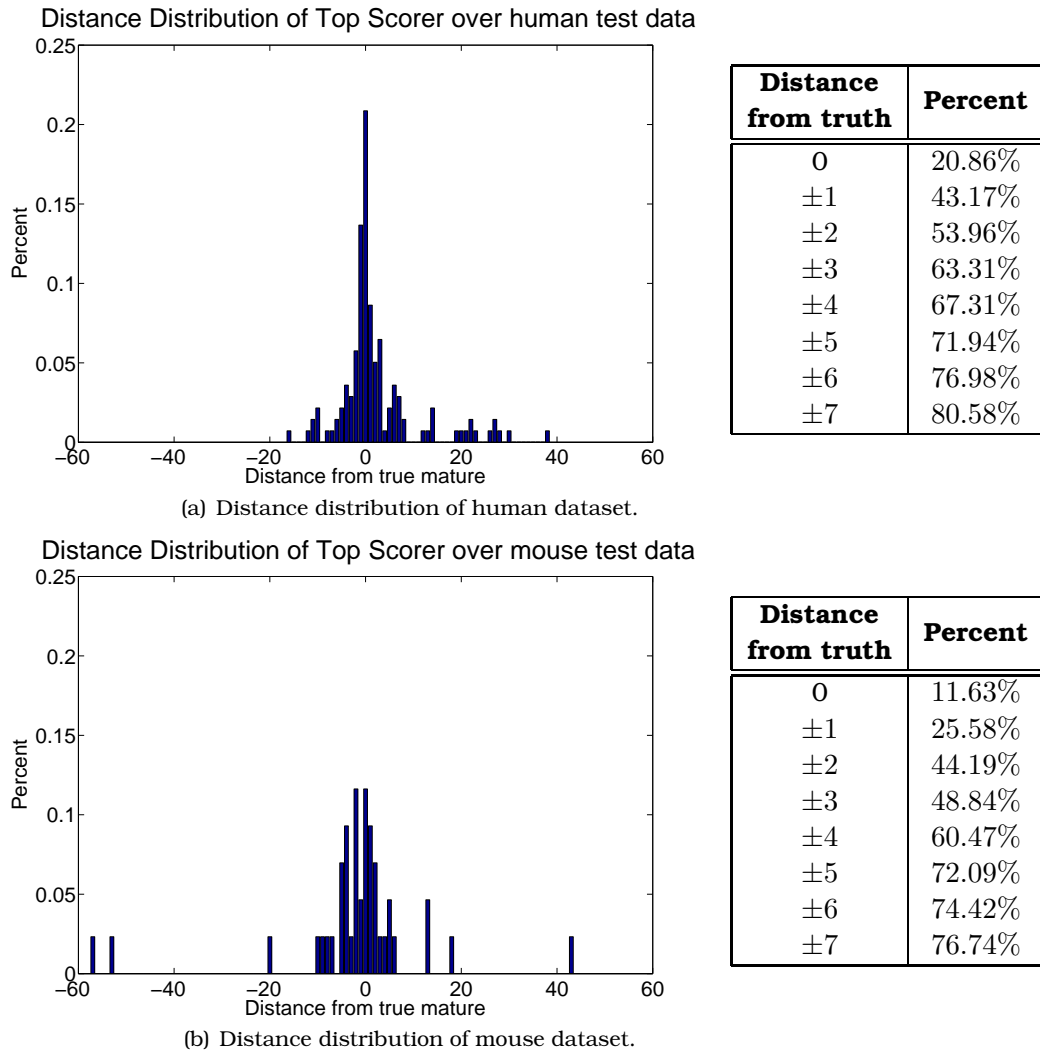 Distance Distribution of Top Scorer over human test data
0.25
0.2
0.15
0.1
0.05
0
Percent
−60 −40 −20 0 20 40 60
Distance from true mature
Distance from truth Percent
0 20.86%
±1 43.17%
±2 53.96%
±3 63.31%
±4 67.31%
±5 71.94%
±6 76.98%
±7 80.58%
(a) Distance distribution of human dataset.
Distance Distribution of Top Scorer over mouse test data
0.25
0.2
0.15
0.1
0.05
0
Percent
−60 −40 −20 0 20 40 60
Distance from true mature
Distance from truth Percent
0 11.63%
±1 25.58%
±2 44.19%
±3 48.84%
±4 60.47%
±5 72.09%
±6 74.42%
±7 76.74%
(b) Distance distribution of mouse dataset.